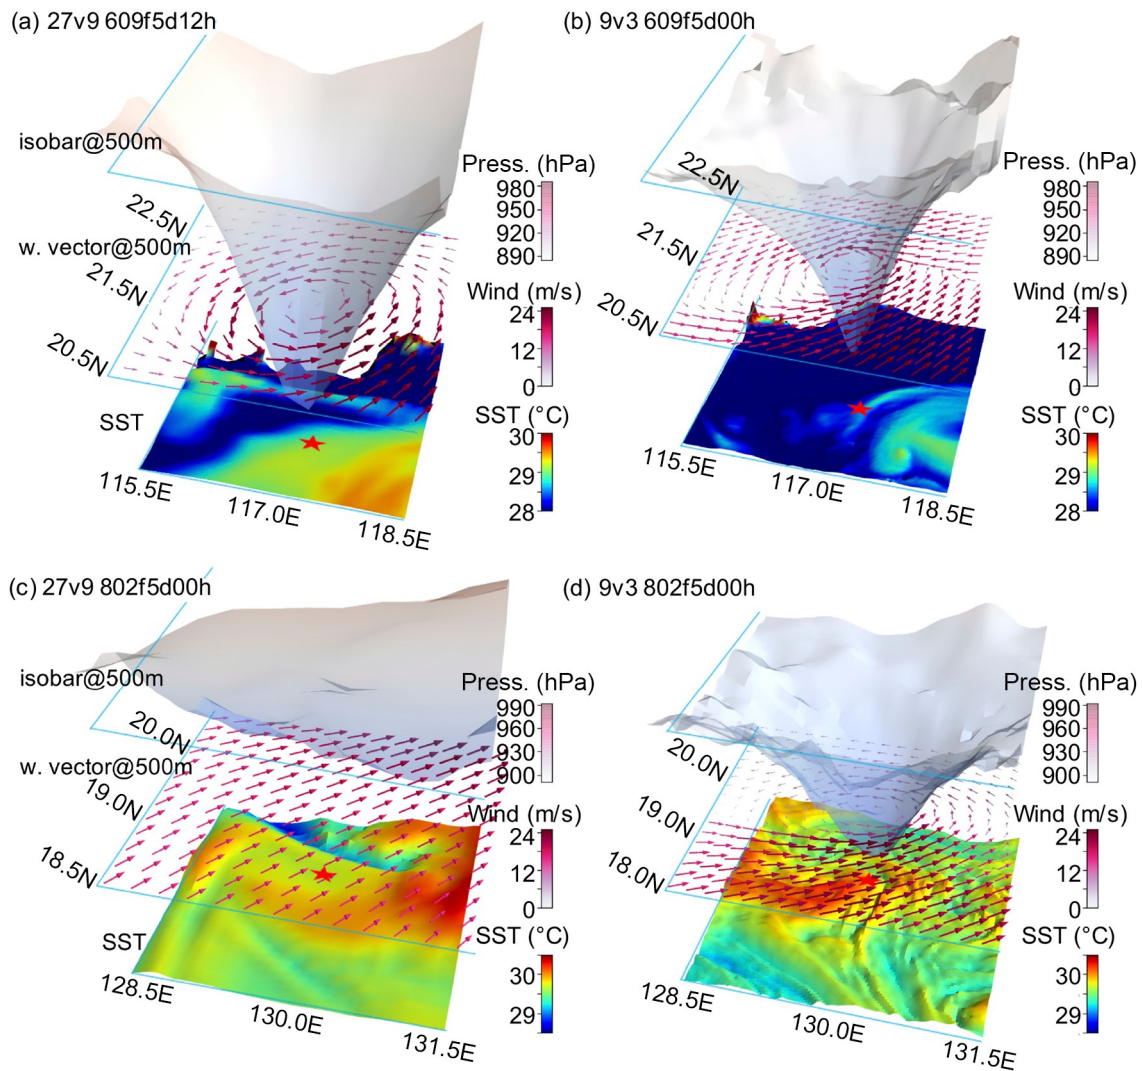 (a) 27v9 609f5d12h
isobar@500m
w. vector@500m
SST
22.5N
21.5N
20.5N
115.5E
117.0E
118.5E
Press. (hPa)
980
950
920
890
Wind (m/s)
24
12
0
SST (°C)
30
29
28
(b) 9v3 609f5d00h
22.5N
21.5N
20.5N
115.5E
117.0E
118.5E
Press. (hPa)
980
950
920
890
Wind (m/s)
24
12
0
SST (°C)
30
29
28
(c) 27v9 802f5d00h
isobar@500m
w. vector@500m
SST
20.0N
19.0N
18.5N
128.5E
130.0E
131.5E
Press. (hPa)
990
960
930
900
Wind (m/s)
24
12
0
SST (°C)
30
29
(d) 9v3 802f5d00h
20.0N
19.0N
18.0N
128.5E
130.0E
131.5E
Press. (hPa)
990
960
930
900
Wind (m/s)
24
12
0
SST (°C)
30
29